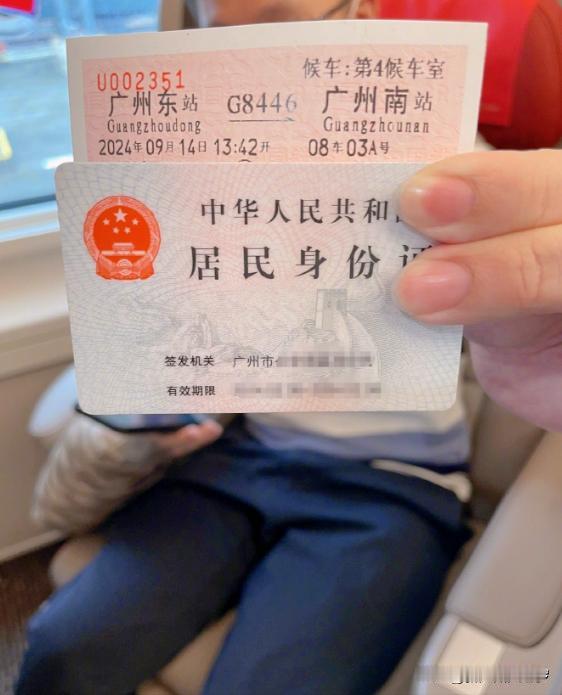 候车:第4候车室
U002351
广州东站 G8446 广州南站
Guangzhoudong Guangzhounan
2024年09月14日13:42开 08车03A号
中华人民共和
居民身份证
签发机关 广州市
有效期限